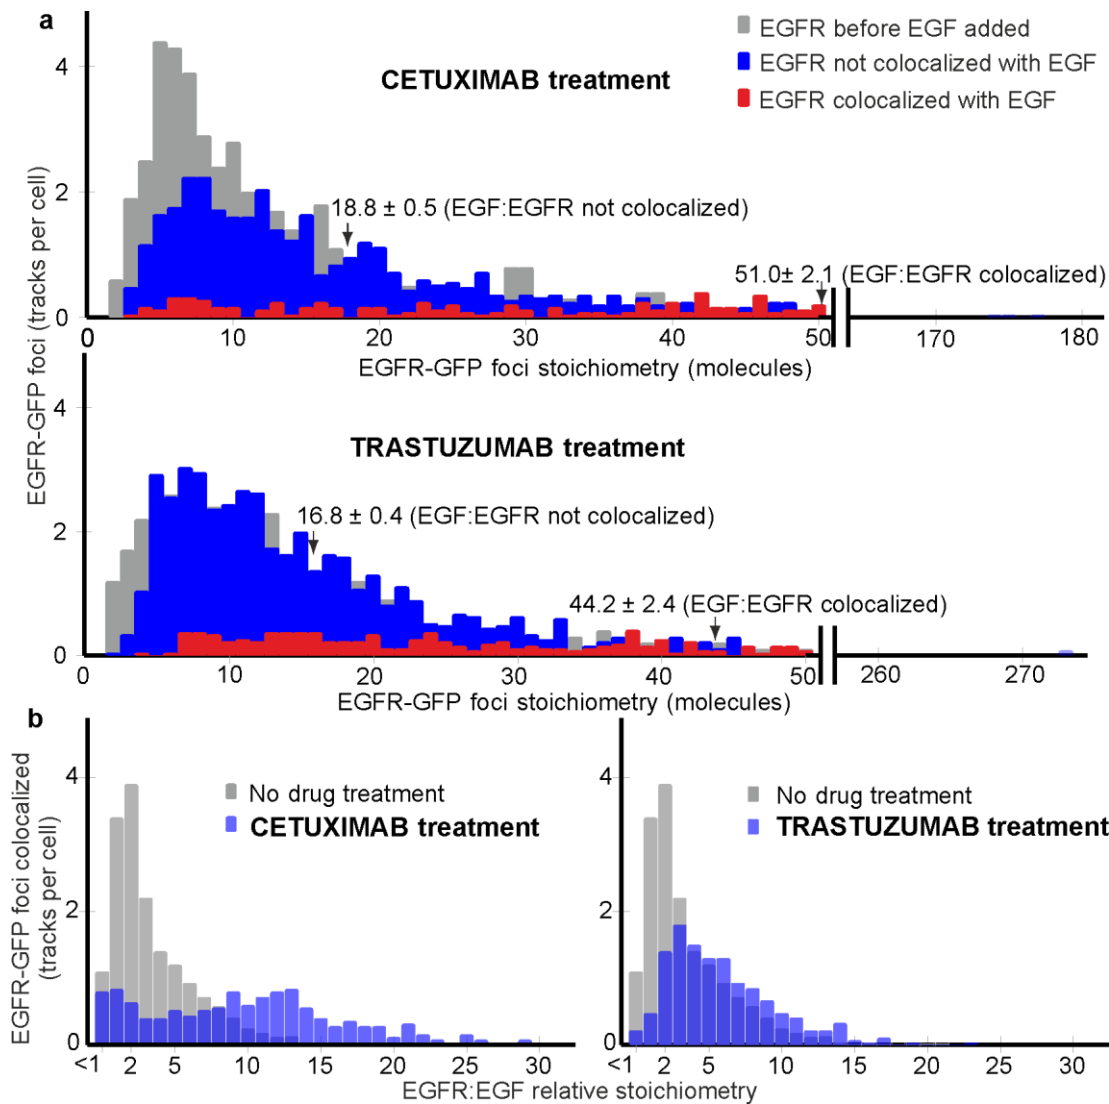 a
EGFR before EGF added
EGFR not colocalized with EGF
EGFR colocalized with EGF
CETUXIMAB treatment
EGFR-GFP foci (tracks per cell)
4
2
0
18.8 ± 0.5 (EGF:EGFR not colocalized)
51.0± 2.1 (EGF:EGFR colocalized)
0 10 20 30 40 50 170 180
EGFR-GFP foci stoichiometry (molecules)
TRASTUZUMAB treatment
4
2
0
16.8 ± 0.4 (EGF:EGFR not colocalized)
44.2 ± 2.4 (EGF:EGFR colocalized)
0 10 20 30 40 50 260 270
EGFR-GFP foci stoichiometry (molecules)
b
EGFR-GFP foci colocalized
(tracks per cell)
4
2
0
No drug treatment
CETUXIMAB treatment
<1 2 5 10 15 20 25 30
4
2
0
No drug treatment
TRASTUZUMAB treatment
<1 2 5 10 15 20 25 30
EGFR:EGF relative stoichiometry